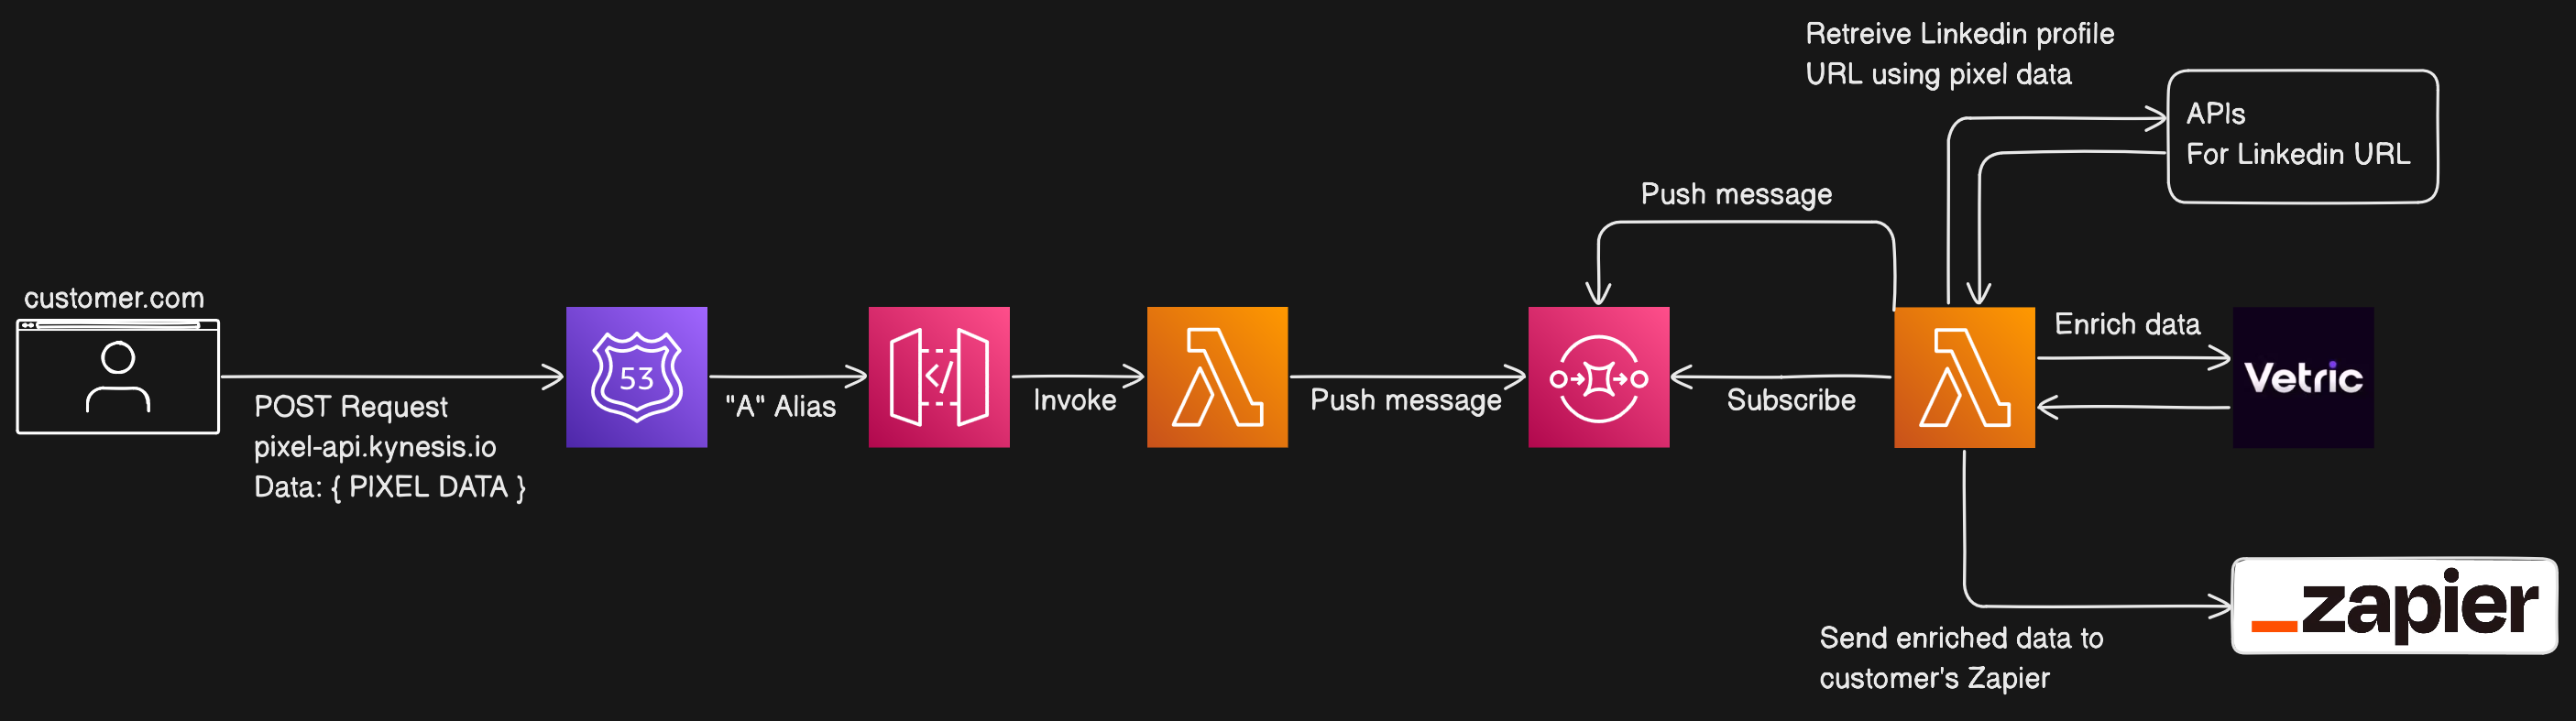 Retreive Linkedin profile
URL using pixel data
APIs
For Linkedin URL
Push message
customer.com
POST Request
pixel-api.kynesis.io
Data: { PIXEL DATA }
53
"A" Alias
</>
Invoke
Push message
Subscribe
Enrich data
Vetric
Send enriched data to
customer's Zapier
_zapier